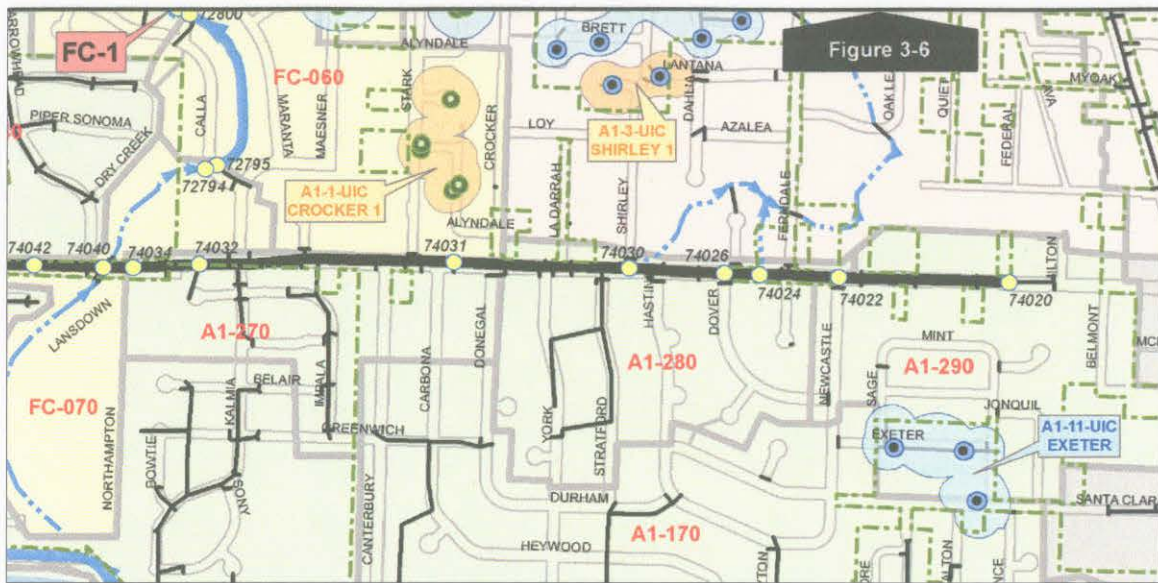 72800
FC-1
ARROWHEAD
FC-060
ALYNDALE
STARK
BRETT
Figure 3-6
LANTANA
DAHLIA
OAKLEA
QUIET
MYOAK
AVA
PIPER SONOMA
CALLA
MARANTA
MAESNER
CROCKER
LOY
A1-3-UIC
SHIRLEY 1
AZALEA
FEDERAL
DRY CREEK
72795
72794
A1-1-UIC
CROCKER 1
LA DARRAH
SHIRLEY
FERNDALE
ALYNDALE
74042
74040
74034
74032
74031
74030
74026
74024
74022
74020
HILTON
LANSDOWN
A1-270
HASTIN
DOVER
DONEGAL
CARBONA
A1-280
NEWCASTLE
MINT
A1-290
BELMONT
SAGE
IMPALA
KALMIA
BELAIR
FC-070
NORTHAMPTON
BOWTIE
GREENWICH
YORK
STRATFORD
JONQUIL
EXETER
A1-11-UIC
EXETER
CANTERBURY
DURHAM
A1-170
SANTA CLAR
HEYWOOD